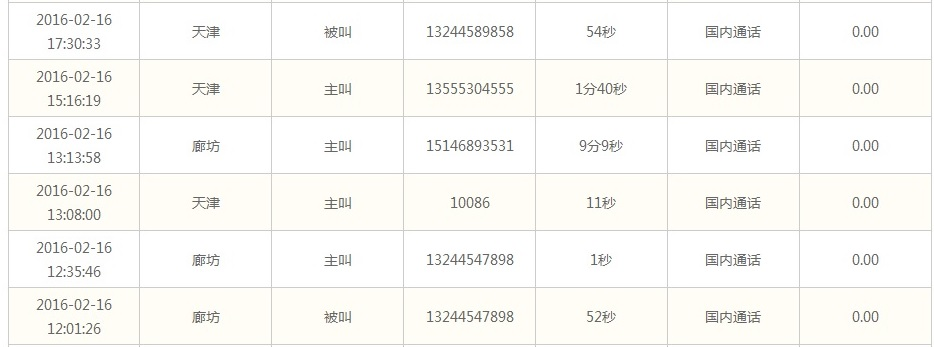 2016-02-16
17:30:33
天津
被叫
13244589858
54秒
国内通话
0.00
2016-02-16
15:16:19
天津
主叫
13555304555
1分40秒
国内通话
0.00
2016-02-16
13:13:58
廊坊
主叫
15146893531
9分9秒
国内通话
0.00
2016-02-16
13:08:00
天津
主叫
10086
11秒
国内通话
0.00
2016-02-16
12:35:46
廊坊
主叫
13244547898
1秒
国内通话
0.00
2016-02-16
12:01:26
廊坊
被叫
13244547898
52秒
国内通话
0.00